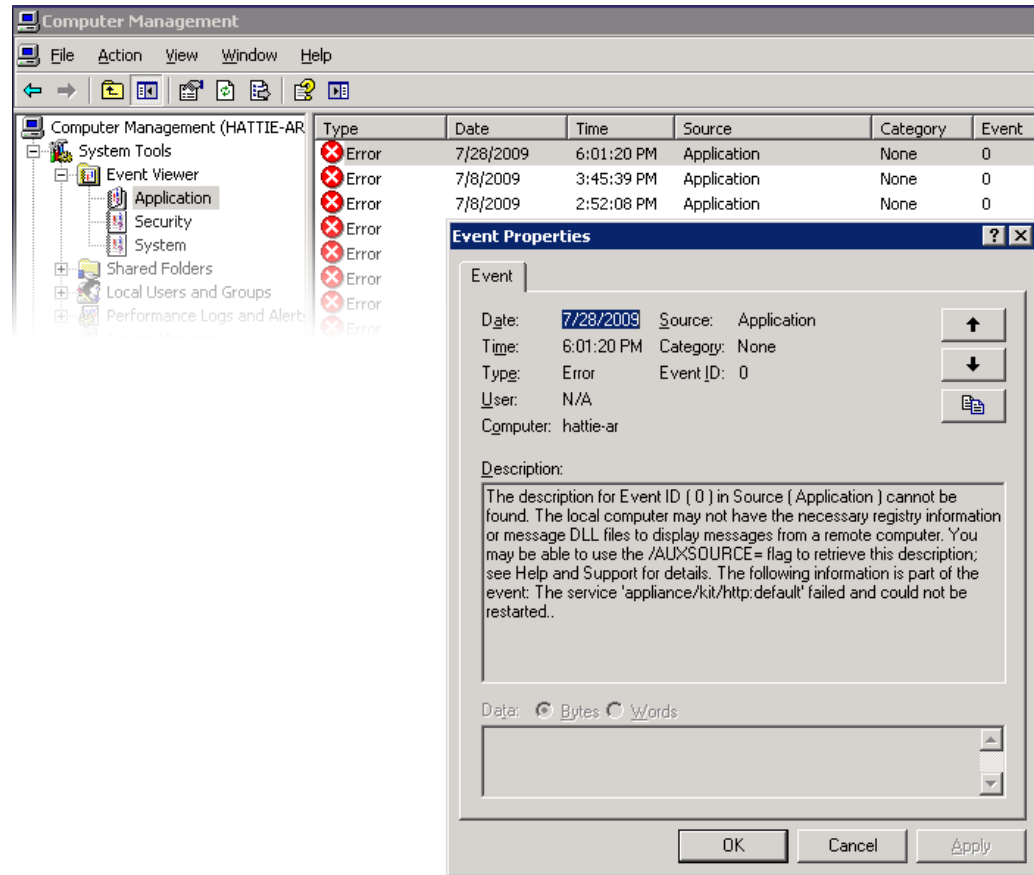 Computer Management
File Action View Window Help
Computer Management (HATTIE-AR
System Tools
Event Viewer
Application
Security
System
Shared Folders
Local Users and Groups
Performance Logs and Alerts
Type Date Time Source Category Event
Error 7/28/2009 6:01:20 PM Application None 0
Error 7/8/2009 3:45:39 PM Application None 0
Error 7/8/2009 2:52:08 PM Application None 0
Error
Error
Error
Error
Error
Event Properties
Event
Date: 7/28/2009 Source: Application
Time: 6:01:20 PM Category: None
Type: Error Event ID: 0
User: N/A
Computer: hattie-ar
Description:
The description for Event ID ( 0 ) in Source ( Application ) cannot be
found. The local computer may not have the necessary registry information
or message DLL files to display messages from a remote computer. You
may be able to use the /AUXSOURCE= flag to retrieve this description;
see Help and Support for details. The following information is part of the
event: The service 'appliance/kit/http:default' failed and could not be
restarted..
Data: Bytes Words
OK Cancel Apply